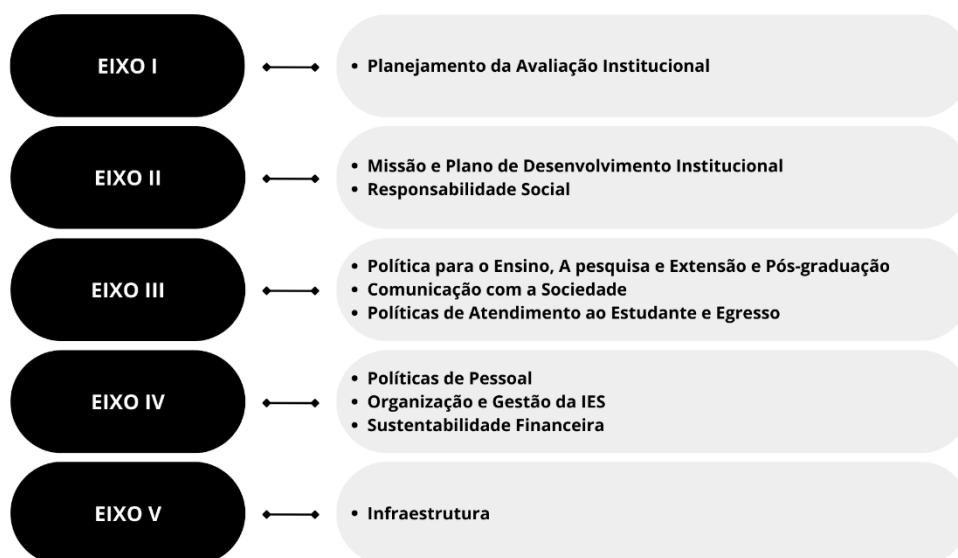 EIXO I
• Planejamento da Avaliação Institucional
EIXO II
• Missão e Plano de Desenvolvimento Institucional
• Responsabilidade Social
EIXO III
• Política para o Ensino, A pesquisa e Extensão e Pós-graduação
• Comunicação com a Sociedade
• Políticas de Atendimento ao Estudante e Egresso
EIXO IV
• Políticas de Pessoal
• Organização e Gestão da IES
• Sustentabilidade Financeira
EIXO V
• Infraestrutura